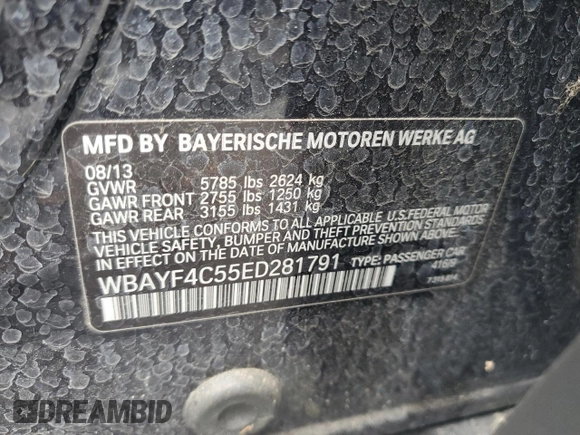 MFD BY BAYERISCHE MOTOREN WERKE AG
08/13
GVWR 5785 lbs 2624 kg
GAWR FRONT 2755 lbs 1250 kg
GAWR REAR 3155 lbs 1431 kg
THIS VEHICLE CONFORMS TO ALL APPLICABLE U.S. FEDERAL MOTOR
VEHICLE SAFETY, BUMPER AND THEFT PREVENTION STANDARDS
IN EFFECT ON THE DATE OF MANUFACTURE SHOWN ABOVE.
WBAYF4C55ED281791 TYPE: PASSENGER CAR
DREAMBID